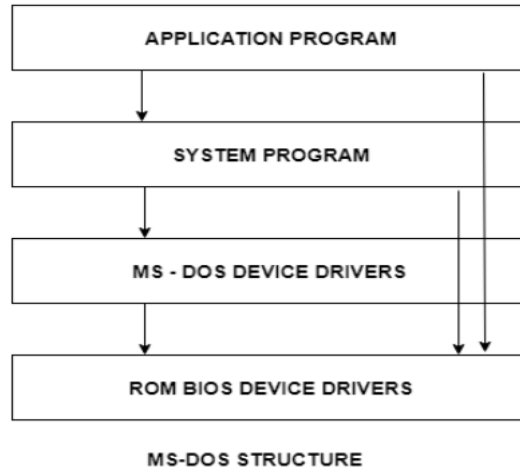 APPLICATION PROGRAM
SYSTEM PROGRAM
MS - DOS DEVICE DRIVERS
ROM BIOS DEVICE DRIVERS
MS-DOS STRUCTURE